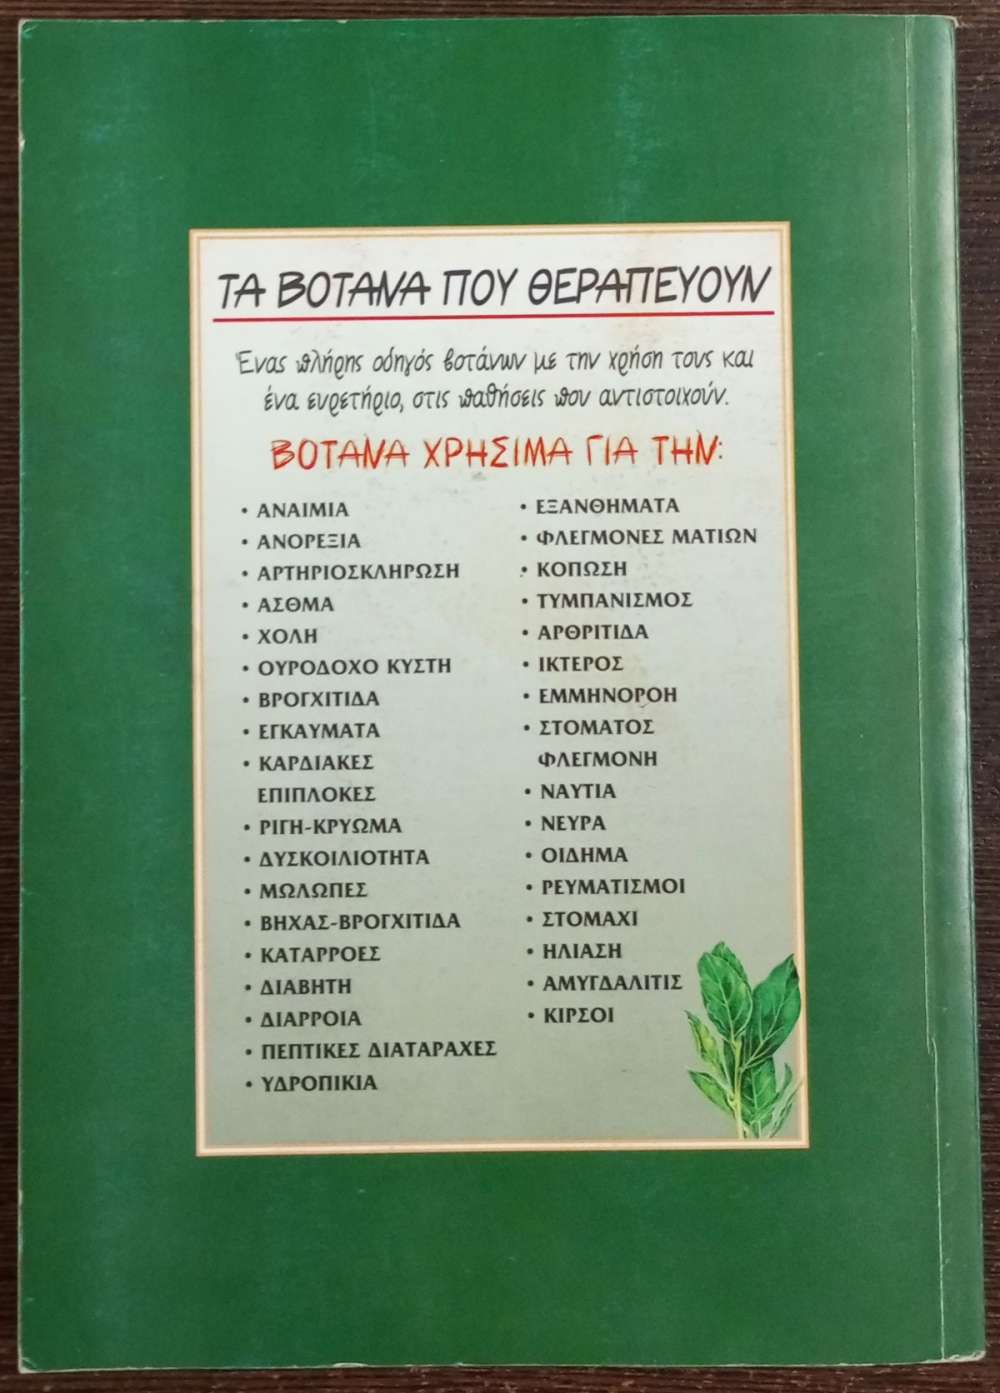 ΤΑ ΒΟΤΑΝΑ ΠΟΥ ΘΕΡΑΠΕΥΟΥΝ
Ένας πλήρης οδηγός βοτάνων με την χρήση τους και
ένα ευρετήριο, στις παθήσεις που αντιστοιχούν.
ΒΟΤΑΝΑ ΧΡΗΣΙΜΑ ΓΙΑ ΤΗΝ:
• ΑΝΑΙΜΙΑ
• ΑΝΟΡΕΞΙΑ
• ΑΡΤΗΡΙΟΣΚΛΗΡΩΣΗ
• ΑΣΘΜΑ
• ΧΟΛΗ
• ΟΥΡΟΔΟΧΟ ΚΥΣΤΗ
• ΒΡΟΓΧΙΤΙΔΑ
• ΕΓΚΑΥΜΑΤΑ
• ΚΑΡΔΙΑΚΕΣ
ΕΠΙΠΛΟΚΕΣ
• ΡΙΓΗ-ΚΡΥΩΜΑ
• ΔΥΣΚΟΙΛΙΟΤΗΤΑ
• ΜΩΛΩΠΕΣ
• ΒΗΧΑΣ-ΒΡΟΓΧΙΤΙΔΑ
• ΚΑΤΑΡΡΟΕΣ
• ΔΙΑΒΗΤΗ
• ΔΙΑΡΡΟΙΑ
• ΠΕΠΤΙΚΕΣ ΔΙΑΤΑΡΑΧΕΣ
• ΥΔΡΟΠΙΚΙΑ
• ΕΞΑΝΘΗΜΑΤΑ
• ΦΛΕΓΜΟΝΕΣ ΜΑΤΙΩΝ
• ΚΟΠΩΣΗ
• ΤΥΜΠΑΝΙΣΜΟΣ
• ΑΡΘΡΙΤΙΔΑ
• ΙΚΤΕΡΟΣ
• ΕΜΜΗΝΟΡΟΗ
• ΣΤΟΜΑΤΟΣ
ΦΛΕΓΜΟΝΗ
• ΝΑΥΤΙΑ
• ΝΕΥΡΑ
• ΟΙΔΗΜΑ
• ΡΕΥΜΑΤΙΣΜΟΙ
• ΣΤΟΜΑΧΙ
• ΗΛΙΑΣΗ
• ΑΜΥΓΔΑΛΙΤΙΣ
• ΚΙΡΣΟΙ